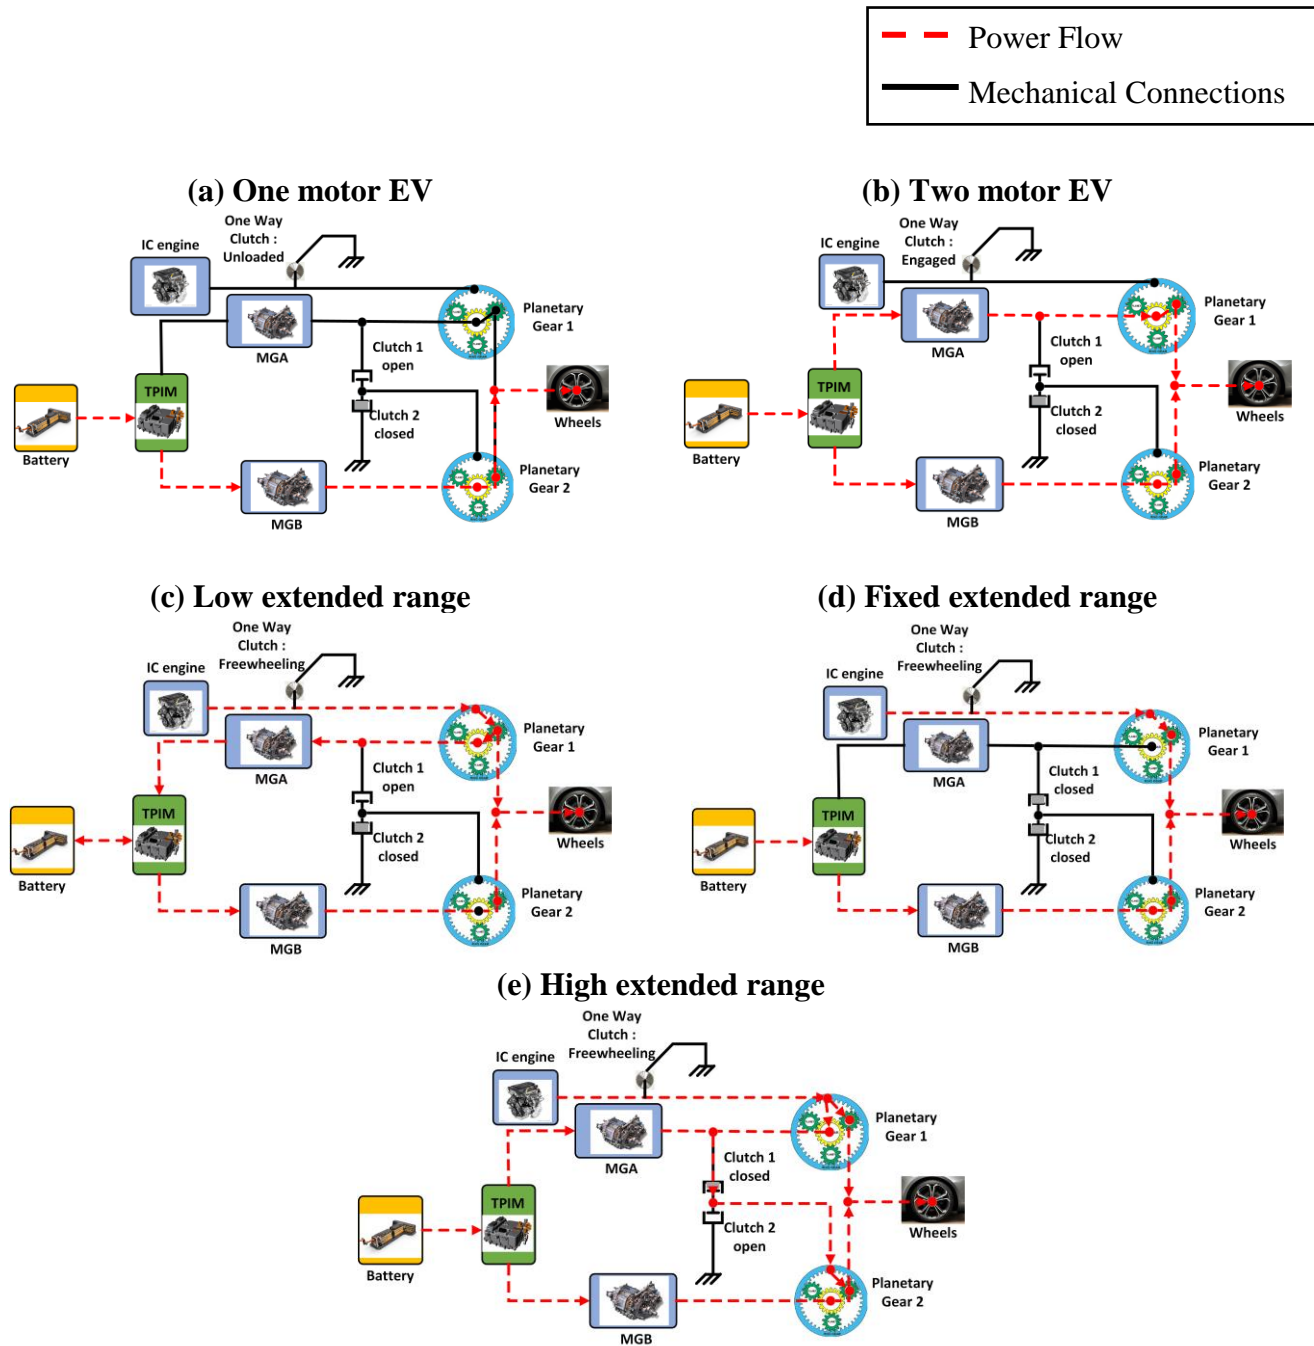 Power Flow
Mechanical Connections
(a) One motor EV
One Way
Clutch :
Unloaded
IC engine
MGA
Planetary
Gear 1
Clutch 1
open
TPIM
Clutch 2
closed
Wheels
Battery
MGB
Planetary
Gear 2
(b) Two motor EV
One Way
Clutch :
Engaged
IC engine
MGA
Planetary
Gear 1
Clutch 1
open
TPIM
Clutch 2
closed
Wheels
Battery
MGB
Planetary
Gear 2
(c) Low extended range
One Way
Clutch :
Freewheeling
IC engine
MGA
Planetary
Gear 1
Clutch 1
open
TPIM
Clutch 2
closed
Wheels
Battery
MGB
Planetary
Gear 2
(d) Fixed extended range
One Way
Clutch :
Freewheeling
IC engine
MGA
Planetary
Gear 1
Clutch 1
closed
TPIM
Clutch 2
closed
Wheels
Battery
MGB
Planetary
Gear 2
(e) High extended range
One Way
Clutch :
Freewheeling
IC engine
MGA
Planetary
Gear 1
Clutch 1
closed
TPIM
Clutch 2
open
Wheels
Battery
MGB
Planetary
Gear 2